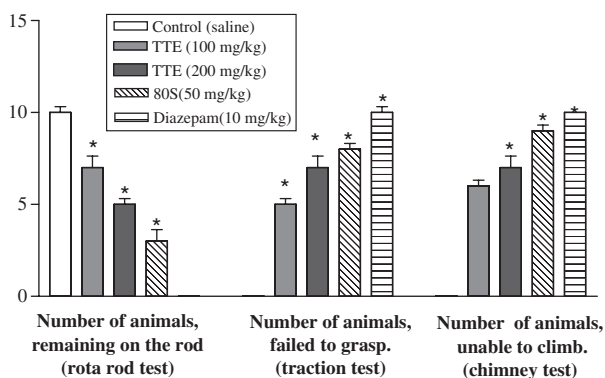 15
10
5
0
Control (saline)
TTE (100 mg/kg)
TTE (200 mg/kg)
80S(50 mg/kg)
Diazepam(10 mg/kg)
* * *
* * * *
* * *
Number of animals,
remaining on the rod
(rota rod test)
Number of animals,
failed to grasp.
(traction test)
Number of animals,
unable to climb.
(chimney test)